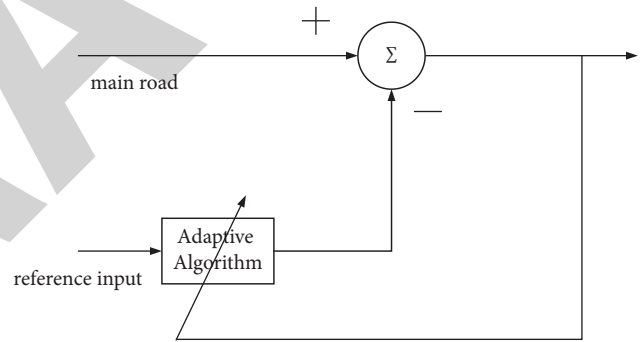 +
Σ
main road
—
Adaptive
Algorithm
reference input